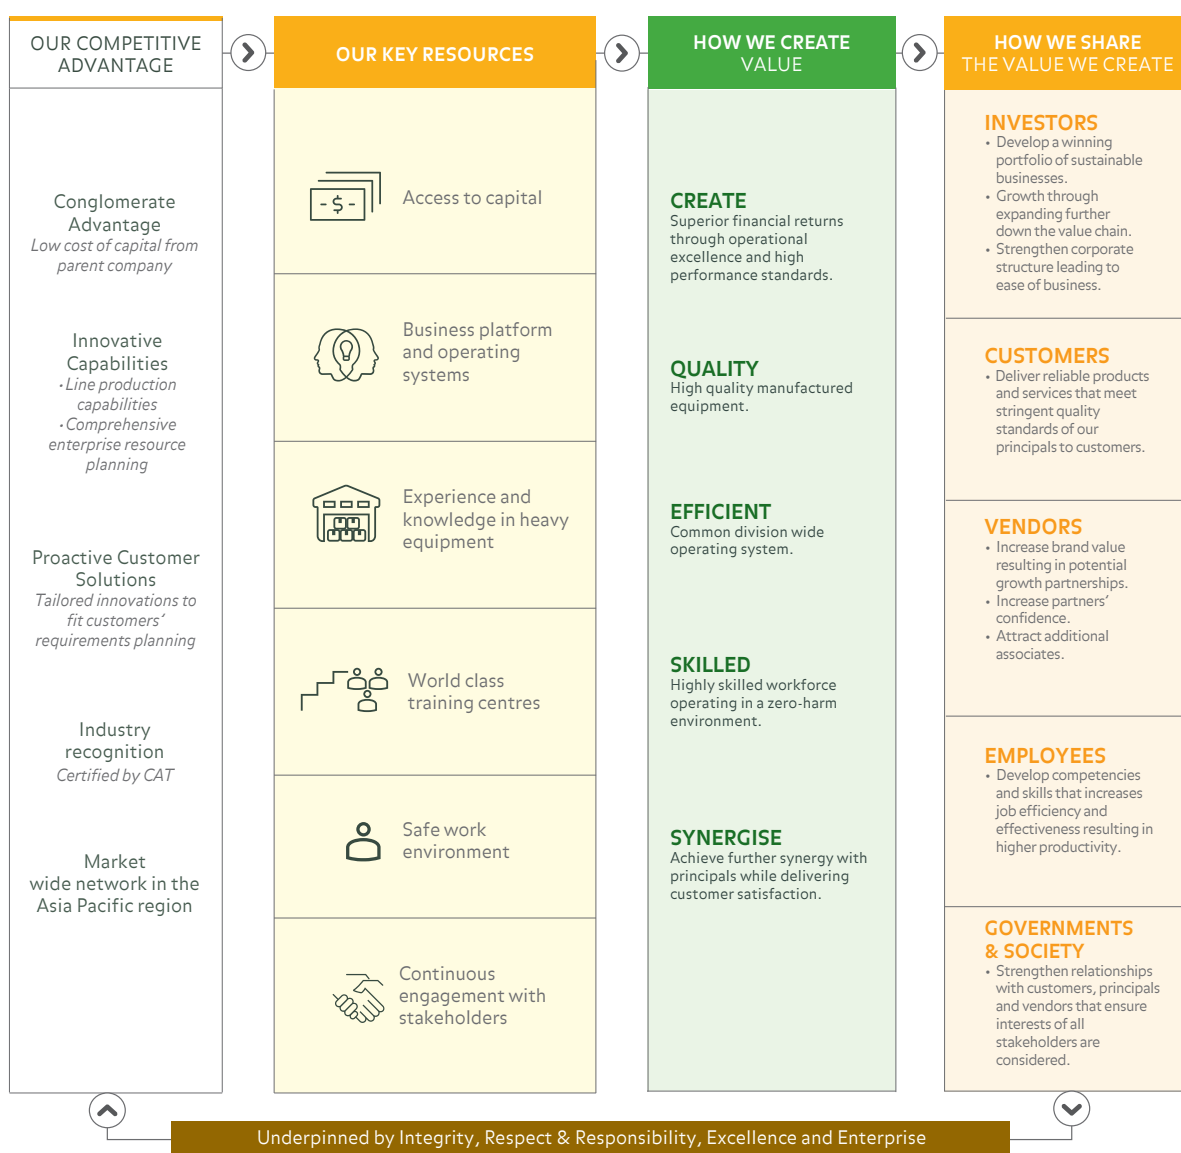 OUR COMPETITIVE
ADVANTAGE
Conglomerate
Advantage
Low cost of capital from
parent company
Innovative
Capabilities
• Line production
capabilities
• Comprehensive
enterprise resource
planning
Proactive Customer
Solutions
Tailored innovations to
fit customers’
requirements planning
Industry
recognition
Certified by CAT
Market
wide network in the
Asia Pacific region
OUR KEY RESOURCES
- $ -
Access to capital
Business platform
and operating
systems
Experience and
knowledge in heavy
equipment
World class
training centres
Safe work
environment
Continuous
engagement with
stakeholders
HOW WE CREATE
VALUE
CREATE
Superior financial returns
through operational
excellence and high
performance standards.
QUALITY
High quality manufactured
equipment.
EFFICIENT
Common division wide
operating system.
SKILLED
Highly skilled workforce
operating in a zero-harm
environment.
SYNERGISE
Achieve further synergy with
principals while delivering
customer satisfaction.
HOW WE SHARE
THE VALUE WE CREATE
INVESTORS
• Develop a winning
portfolio of sustainable
businesses.
• Growth through
expanding further
down the value chain.
• Strengthen corporate
structure leading to
ease of business.
CUSTOMERS
• Deliver reliable products
and services that meet
stringent quality
standards of our
principals to customers.
VENDORS
• Increase brand value
resulting in potential
growth partnerships.
• Increase partners’
confidence.
• Attract additional
associates.
EMPLOYEES
• Develop competencies
and skills that increases
job efficiency and
effectiveness resulting in
higher productivity.
GOVERNMENTS
& SOCIETY
• Strengthen relationships
with customers, principals
and vendors that ensure
interests of all
stakeholders are
considered.
Underpinned by Integrity, Respect & Responsibility, Excellence and Enterprise